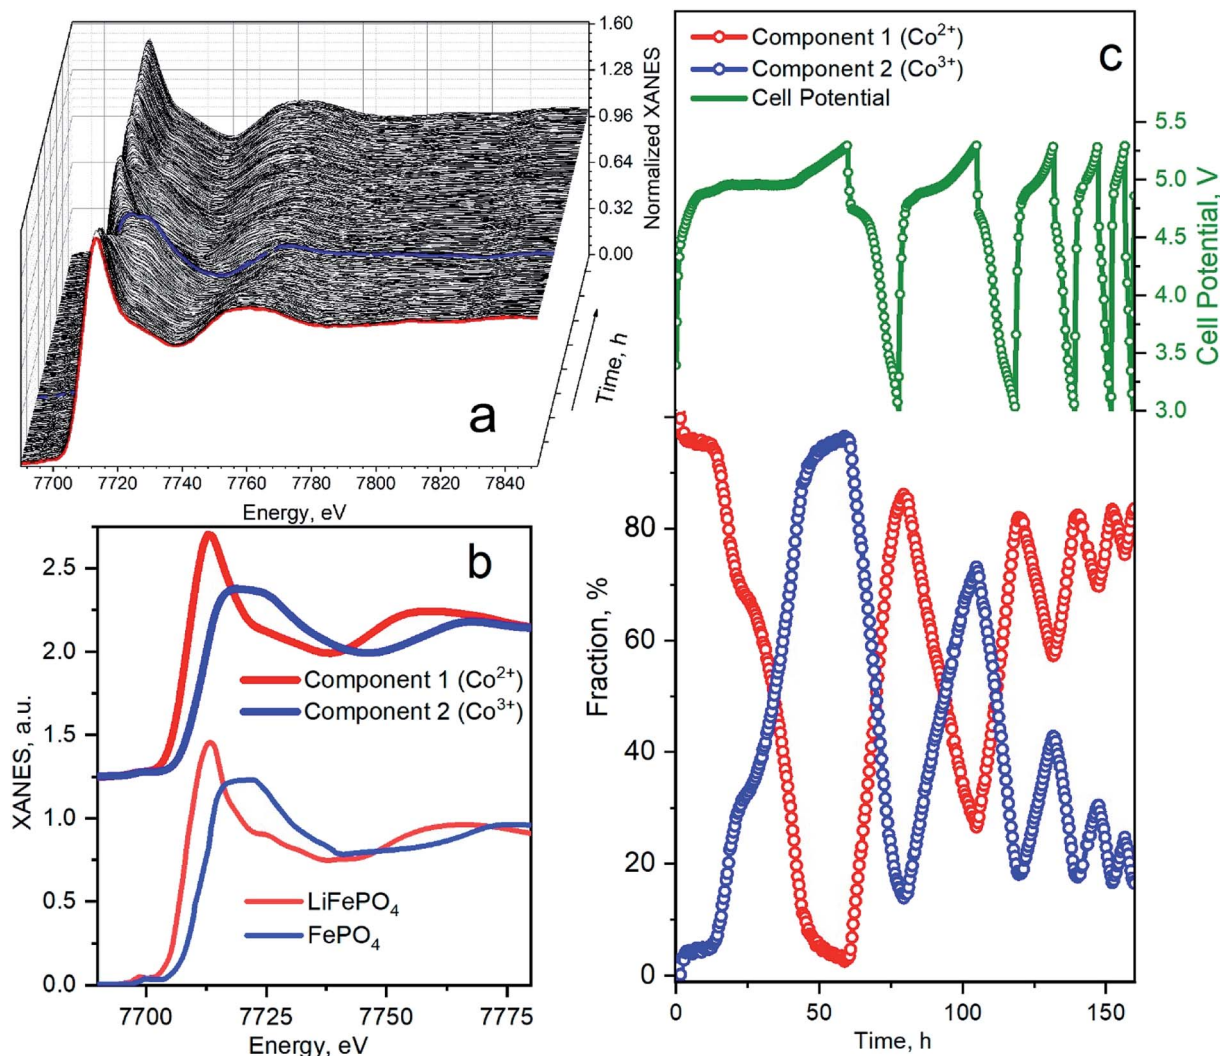 1.60
1.28
0.96
0.64
0.32
0.00
Normalized XANES
Time, h
a
7700 7720 7740 7760 7780 7800 7820 7840
Energy, eV
b
2.5
2.0
1.5
1.0
0.5
0.0
XANES, a.u.
Component 1 (Co²⁺)
Component 2 (Co³⁺)
LiFePO₄
FePO₄
7700 7725 7750 7775
Energy, eV
Component 1 (Co²⁺)
Component 2 (Co³⁺)
Cell Potential
c
5.5
5.0
4.5
4.0
3.5
3.0
Cell Potential, V
80
60
40
20
0
Fraction, %
0 50 100 150
Time, h